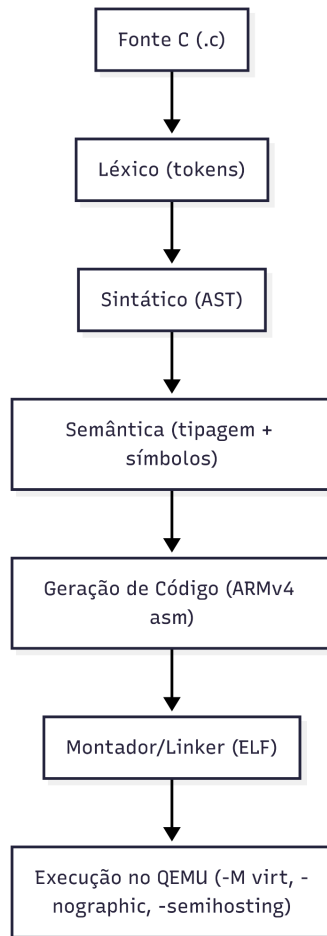 Fonte C (.c)
Léxico (tokens)
Sintático (AST)
Semântica (tipagem +
símbolos)
Geração de Código (ARMv4
asm)
Montador/Linker (ELF)
Execução no QEMU (-M virt, -
nographic, -semihosting)